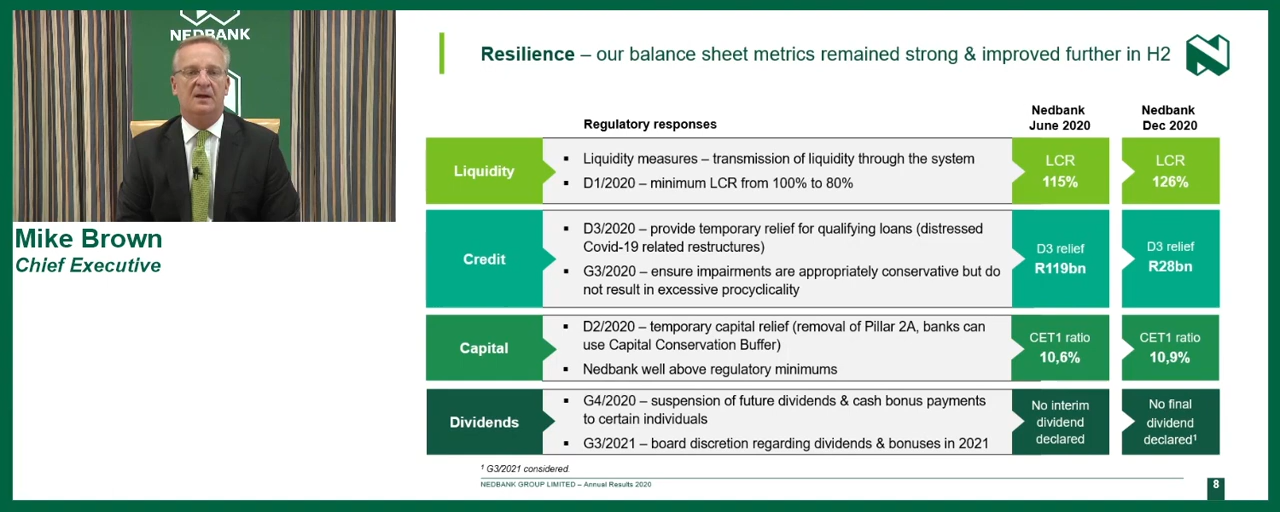 NEDBANK
Mike Brown
Chief Executive
Resilience – our balance sheet metrics remained strong & improved further in H2
Regulatory responses
Nedbank
June 2020
Nedbank
Dec 2020
Liquidity
▪ Liquidity measures – transmission of liquidity through the system
▪ D1/2020 – minimum LCR from 100% to 80%
LCR
115%
LCR
126%
Credit
▪ D3/2020 – provide temporary relief for qualifying loans (distressed
Covid-19 related restructures)
▪ G3/2020 – ensure impairments are appropriately conservative but do
not result in excessive procyclicality
D3 relief
R119bn
D3 relief
R28bn
Capital
▪ D2/2020 – temporary capital relief (removal of Pillar 2A, banks can
use Capital Conservation Buffer)
▪ Nedbank well above regulatory minimums
CET1 ratio
10,6%
CET1 ratio
10,9%
Dividends
▪ G4/2020 – suspension of future dividends & cash bonus payments
to certain individuals
▪ G3/2021 – board discretion regarding dividends & bonuses in 2021
No interim
dividend
declared
No final
dividend
declared¹
¹ G3/2021 considered.
NEDBANK GROUP LIMITED – Annual Results 2020
8